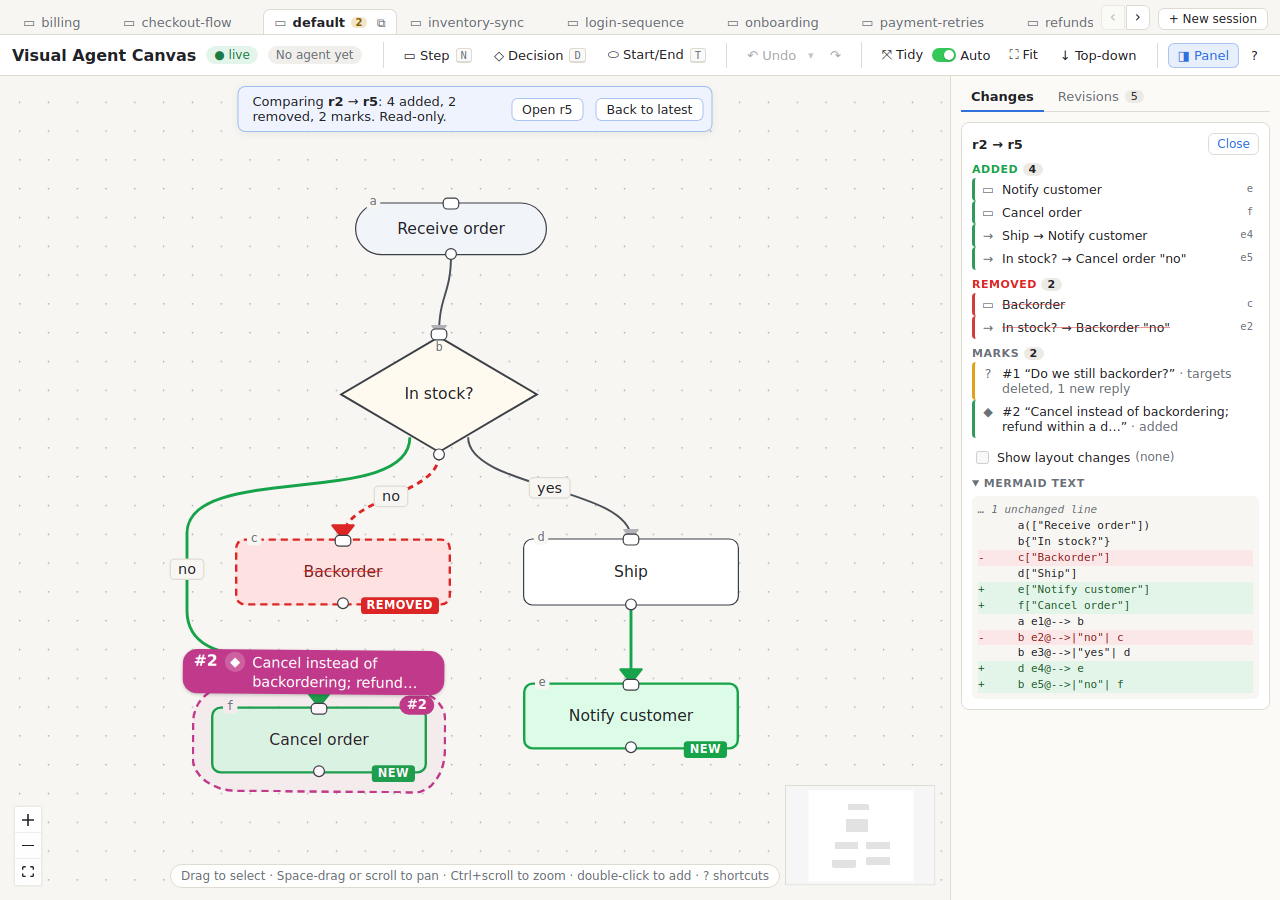 billing
checkout-flow
default 2
inventory-sync
login-sequence
onboarding
payment-retries
refunds
+ New session
Visual Agent Canvas
live
No agent yet
Step N
Decision D
Start/End T
Undo
Tidy
Auto
Fit
Top-down
Panel
?
Comparing r2 → r5: 4 added, 2
removed, 2 marks. Read-only.
Open r5
Back to latest
a
Receive order
b
In stock?
no
yes
no
c
Backorder
REMOVED
d
Ship
#2 Cancel instead of
backordering; refund…
#2
f
Cancel order
NEW
e
Notify customer
NEW
Drag to select · Space-drag or scroll to pan · Ctrl+scroll to zoom · double-click to add · ? shortcuts
Changes
Revisions 5
r2 → r5
Close
ADDED 4
Notify customer e
Cancel order f
→ Ship → Notify customer e4
→ In stock? → Cancel order "no" e5
REMOVED 2
Backorder c
→ In stock? → Backorder "no" e2
MARKS 2
? #1 “Do we still backorder?” · targets
deleted, 1 new reply
◆ #2 “Cancel instead of backordering;
refund within a d…” · added
Show layout changes (none)
▼ MERMAID TEXT
… 1 unchanged line
a(["Receive order"])
b{"In stock?"}
- c["Backorder"]
d["Ship"]
+ e["Notify customer"]
+ f["Cancel order"]
a e1@--> b
- b e2@-->|"no"| c
b e3@-->|"yes"| d
+ d e4@--> e
+ b e5@-->|"no"| f